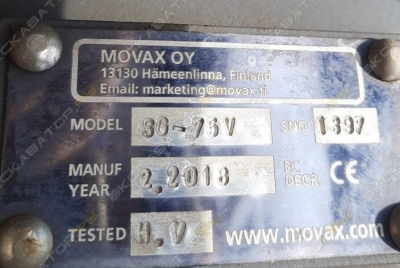 MOVAX OY
13130 Hämeenlinna, Finland
Email: marketing@movax.fi
MODEL SG-75V SNO 1397
MANUF YEAR 2.2018 EC DECR. CE
TESTED H.V www.movax.com